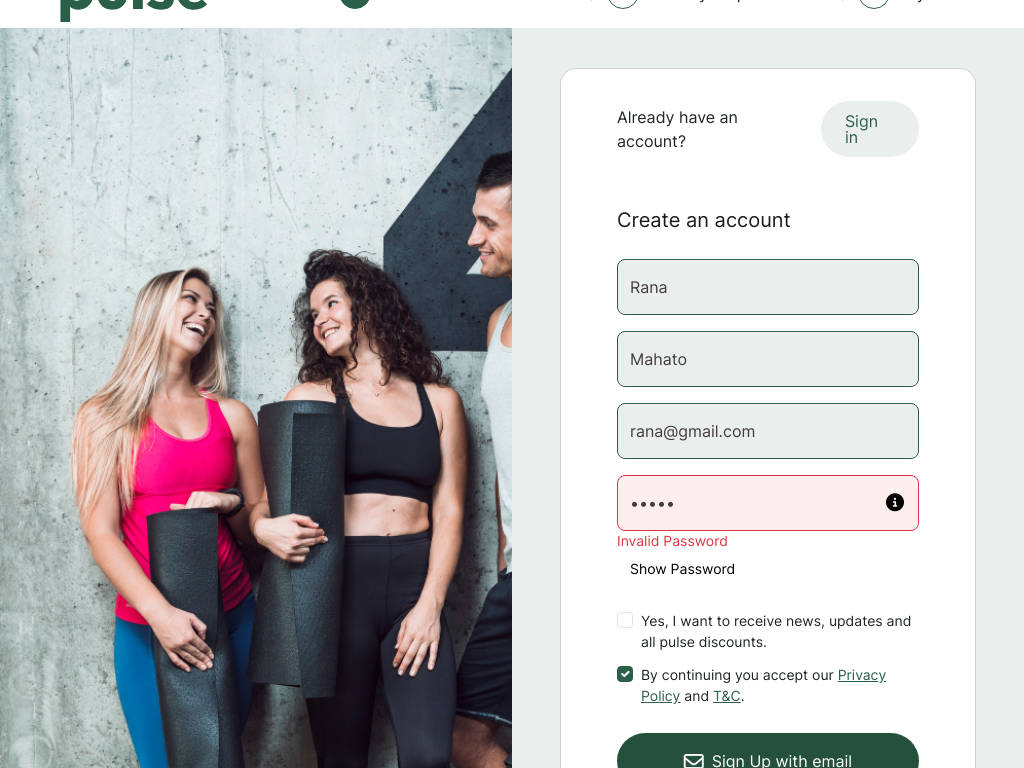 pulse
Already have an
account?
Sign
in
Create an account
Rana
Mahato
rana@gmail.com
•••••
Invalid Password
Show Password
Yes, I want to receive news, updates and
all pulse discounts.
By continuing you accept our Privacy
Policy and T&C.
Sign Up with email